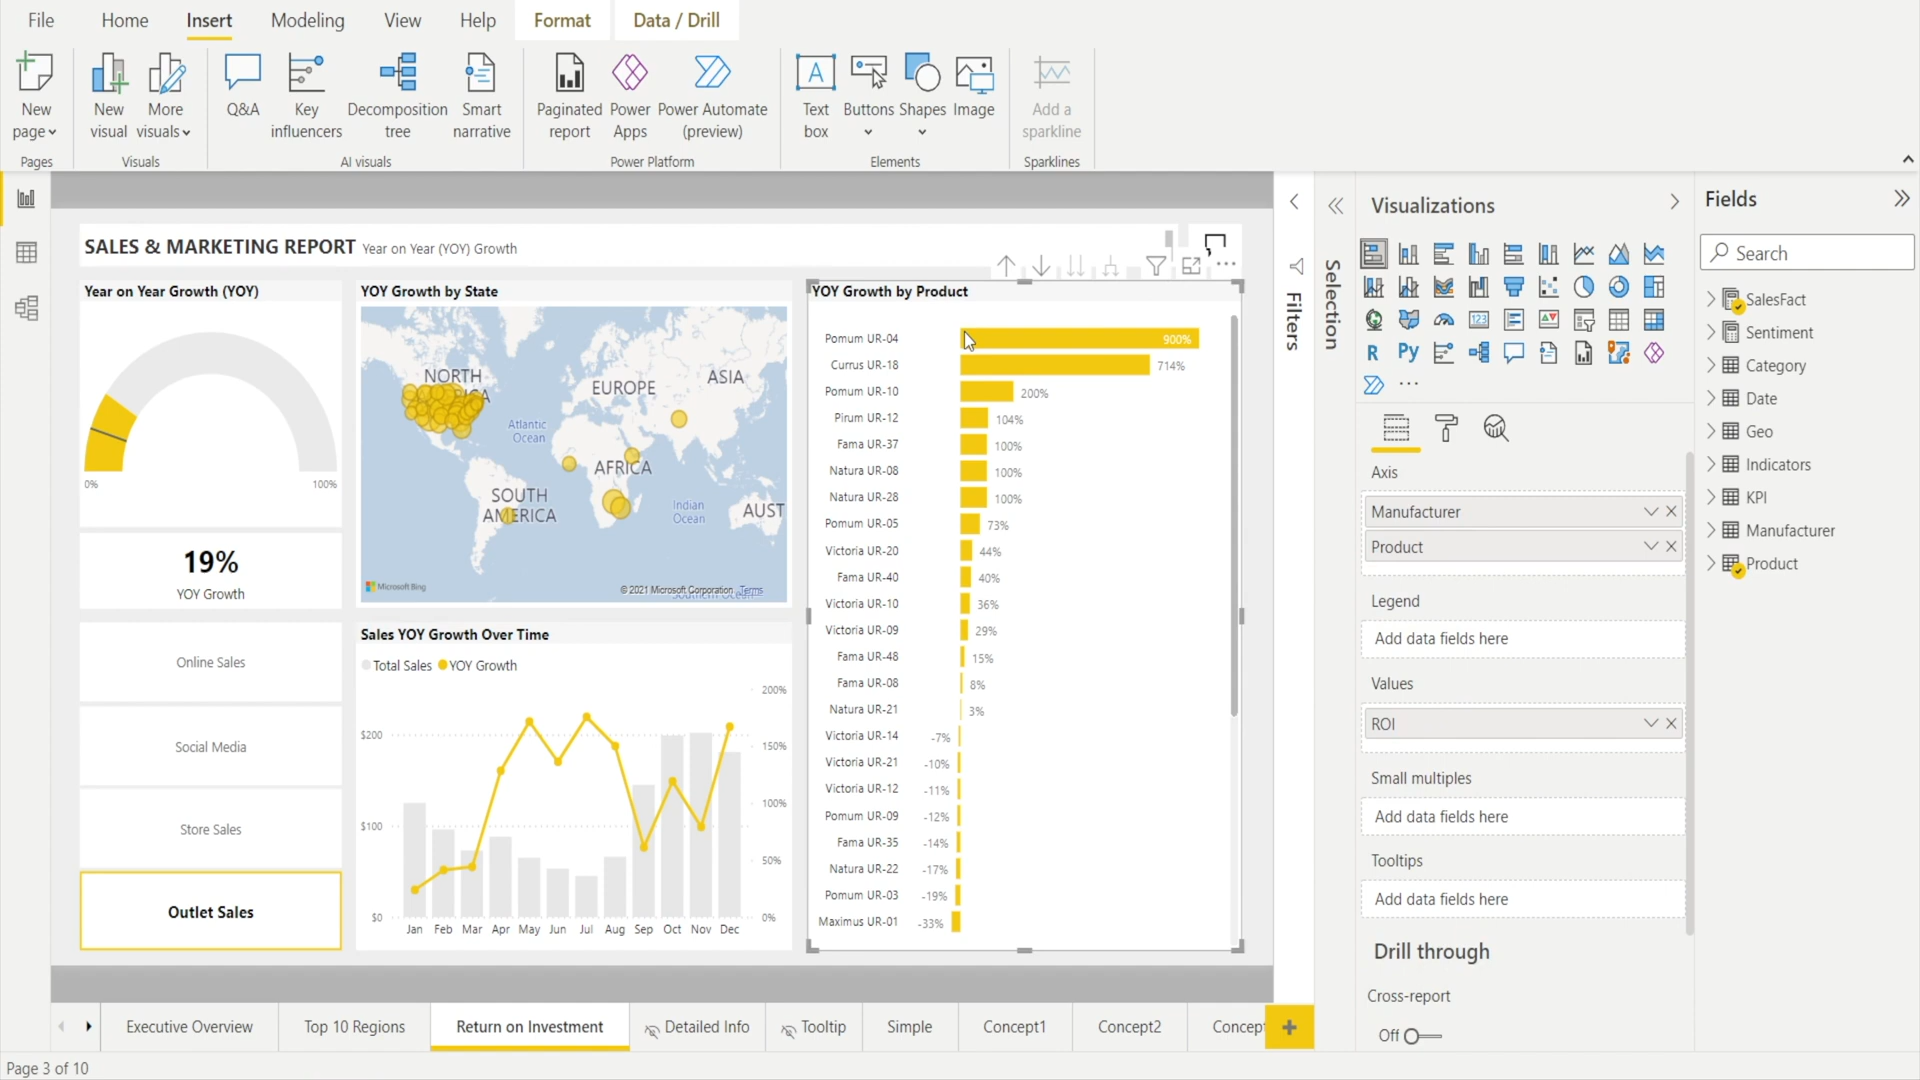 File Home Insert Modeling View Help Format Data / Drill
New page
New visual
More visuals
Q&A
Key influencers
Decomposition tree
Smart narrative
Paginated report
Power Apps
Power Automate (preview)
Text box
Buttons
Shapes
Image
Add a sparkline
Pages Visuals AI visuals Power Platform Elements Sparklines
SALES & MARKETING REPORT Year on Year (YOY) Growth
Year on Year Growth (YOY)
0% 100%
19%
YOY Growth
Online Sales
Social Media
Store Sales
Outlet Sales
YOY Growth by State
NORTH
EUROPE
ASIA
Atlantic
Ocean
AFRICA
SOUTH
AMERICA
Indian
Ocean
AUST
Microsoft Bing
© 2021 Microsoft Corporation Terms
Sales YOY Growth Over Time
Total Sales YOY Growth
200%
$200 150%
100%
$100
50%
$0 0%
Jan Feb Mar Apr May Jun Jul Aug Sep Oct Nov Dec
YOY Growth by Product
Pomum UR-04 900%
Currus UR-18 714%
Pomum UR-10 200%
Pirum UR-12 104%
Fama UR-37 100%
Natura UR-08 100%
Natura UR-28 100%
Pomum UR-05 73%
Victoria UR-20 44%
Fama UR-40 40%
Victoria UR-10 36%
Victoria UR-09 29%
Fama UR-48 15%
Fama UR-08 8%
Natura UR-21 3%
Victoria UR-14 -7%
Victoria UR-21 -10%
Victoria UR-12 -11%
Pomum UR-09 -12%
Fama UR-35 -14%
Natura UR-22 -17%
Pomum UR-03 -19%
Maximus UR-01 -33%
Filters
Selection
Visualizations
123
R Py
Axis
Manufacturer
Product
Legend
Add data fields here
Values
ROI
Small multiples
Add data fields here
Tooltips
Add data fields here
Drill through
Cross-report
Off
Fields
Search
SalesFact
Sentiment
Category
Date
Geo
Indicators
KPI
Manufacturer
Product
Executive Overview Top 10 Regions Return on Investment Detailed Info Tooltip Simple Concept1 Concept2 Concep
Page 3 of 10